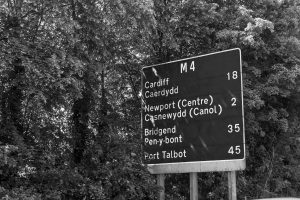 M4
Cardiff 18
Caerdydd
Newport (Centre) 2
Casnewydd (Canol)
Bridgend 35
Pen-y-bont
Port Talbot 45